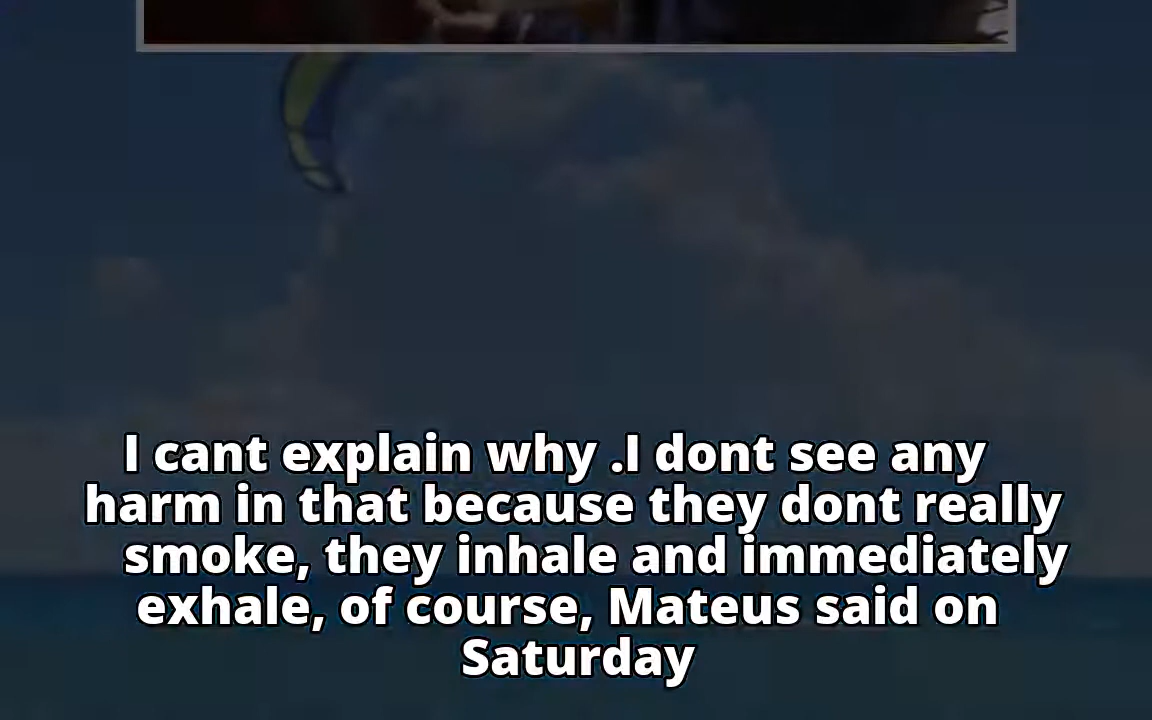 I cant explain why .I dont see any
harm in that because they dont really
smoke, they inhale and immediately
exhale, of course, Mateus said on
Saturday